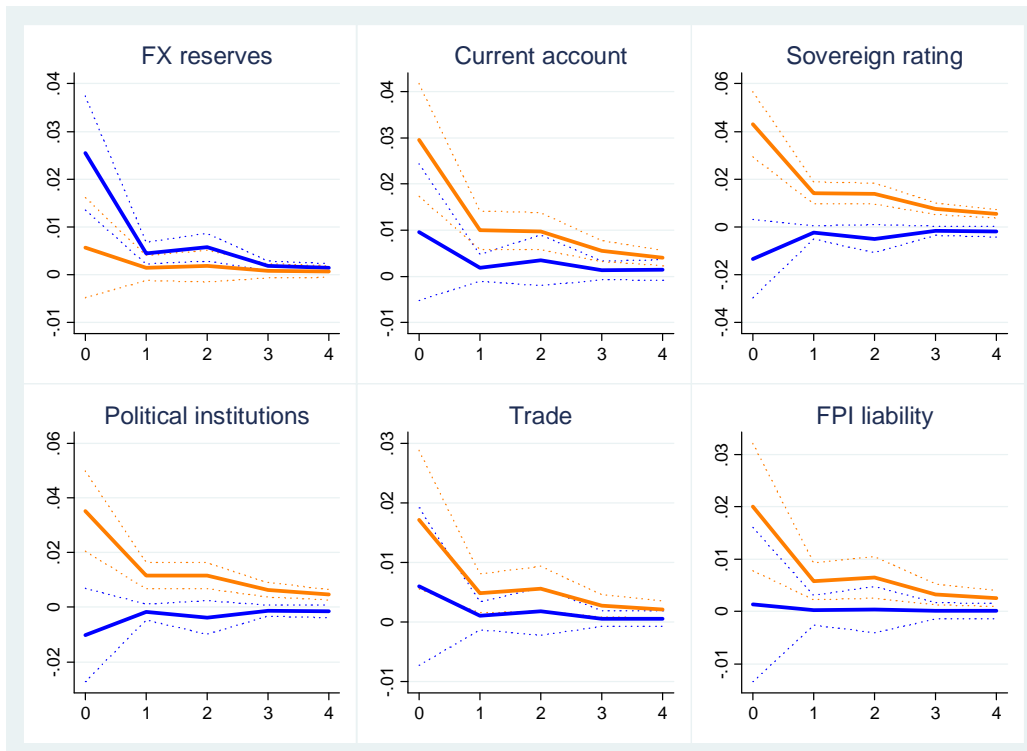 FX reserves
.04
.03
.02
.01
0
-.01
0 1 2 3 4
Current account
.04
.03
.02
.01
0
-.01
0 1 2 3 4
Sovereign rating
.06
.04
.02
0
-.02
-.04
0 1 2 3 4
Political institutions
.06
.04
.02
0
-.02
0 1 2 3 4
Trade
.03
.02
.01
0
-.01
0 1 2 3 4
FPI liability
.03
.02
.01
0
-.01
0 1 2 3 4